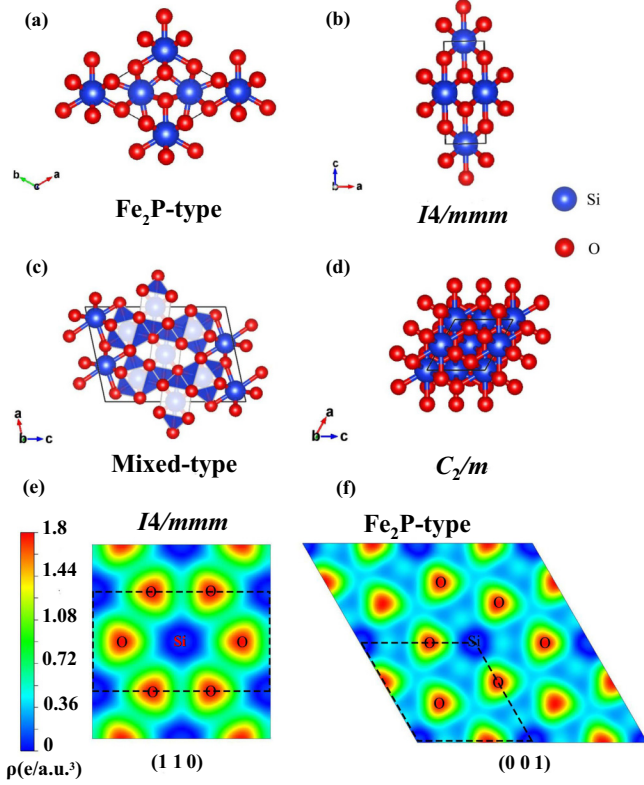 (a)
(b)
b
a
c
Fe₂P-type
c
b
a
I4/mmm
Si
O
(c)
(d)
a
b
c
Mixed-type
a
b
c
C₂/m
(e)
I4/mmm
(f)
Fe₂P-type
1.8
1.44
1.08
0.72
0.36
0
ρ(e/a.u.³)
O O
O Si O
O O
(1 1 0)
O
O
O Si O
O
O
(0 0 1)